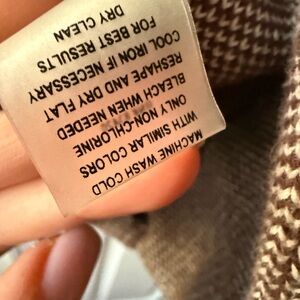 MACHINE WASH COLD
WITH SIMILAR COLORS
ONLY NON-CHLORINE
BLEACH WHEN NEEDED
RESHAPE AND DRY FLAT
COOL IRON IF NECESSARY
FOR BEST RESULTS
DRY CLEAN